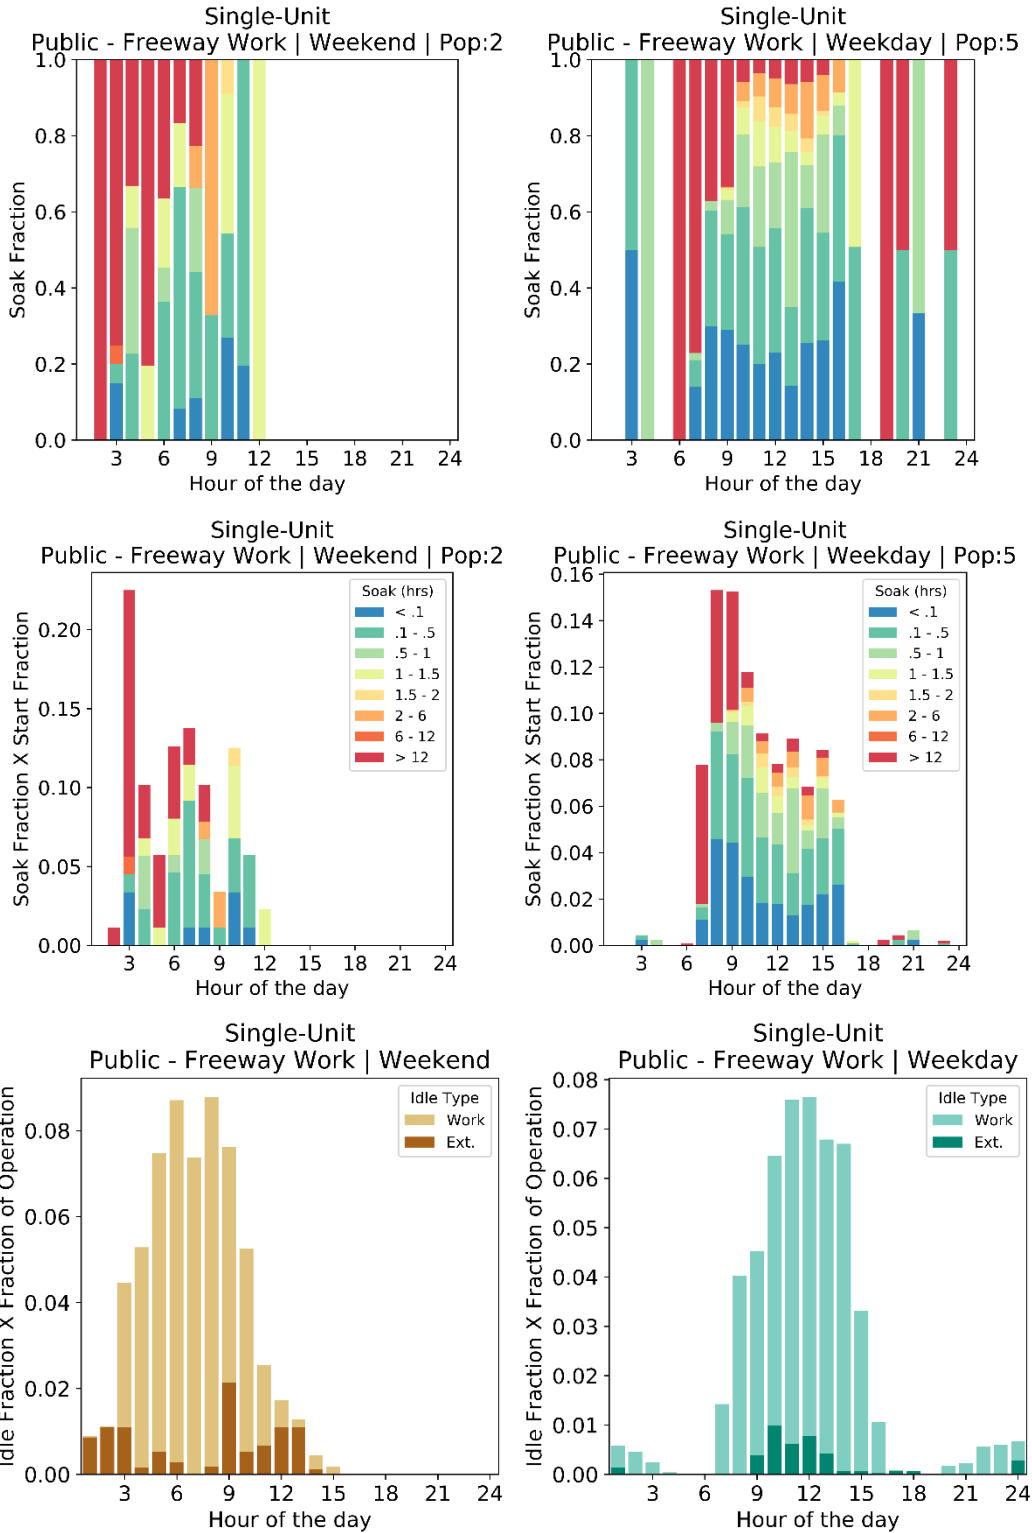 Single-Unit
Public - Freeway Work | Weekend | Pop:2
1.0
0.8
0.6
0.4
0.2
0.0
Soak Fraction
3 6 9 12 15 18 21 24
Hour of the day
Single-Unit
Public - Freeway Work | Weekday | Pop:5
1.0
0.8
0.6
0.4
0.2
0.0
Soak Fraction
3 6 9 12 15 18 21 24
Hour of the day
Single-Unit
Public - Freeway Work | Weekend | Pop:2
0.20
0.15
0.10
0.05
0.00
Soak Fraction X Start Fraction
Soak (hrs)
< .1
.1 - .5
.5 - 1
1 - 1.5
1.5 - 2
2 - 6
6 - 12
> 12
3 6 9 12 15 18 21 24
Hour of the day
Single-Unit
Public - Freeway Work | Weekday | Pop:5
0.16
0.14
0.12
0.10
0.08
0.06
0.04
0.02
0.00
Soak Fraction X Start Fraction
Soak (hrs)
< .1
.1 - .5
.5 - 1
1 - 1.5
1.5 - 2
2 - 6
6 - 12
> 12
3 6 9 12 15 18 21 24
Hour of the day
Single-Unit
Public - Freeway Work | Weekend
0.08
0.06
0.04
0.02
0.00
Idle Fraction X Fraction of Operation
Idle Type
Work
Ext.
3 6 9 12 15 18 21 24
Hour of the day
Single-Unit
Public - Freeway Work | Weekday
0.08
0.07
0.06
0.05
0.04
0.03
0.02
0.01
0.00
Idle Fraction X Fraction of Operation
Idle Type
Work
Ext.
3 6 9 12 15 18 21 24
Hour of the day